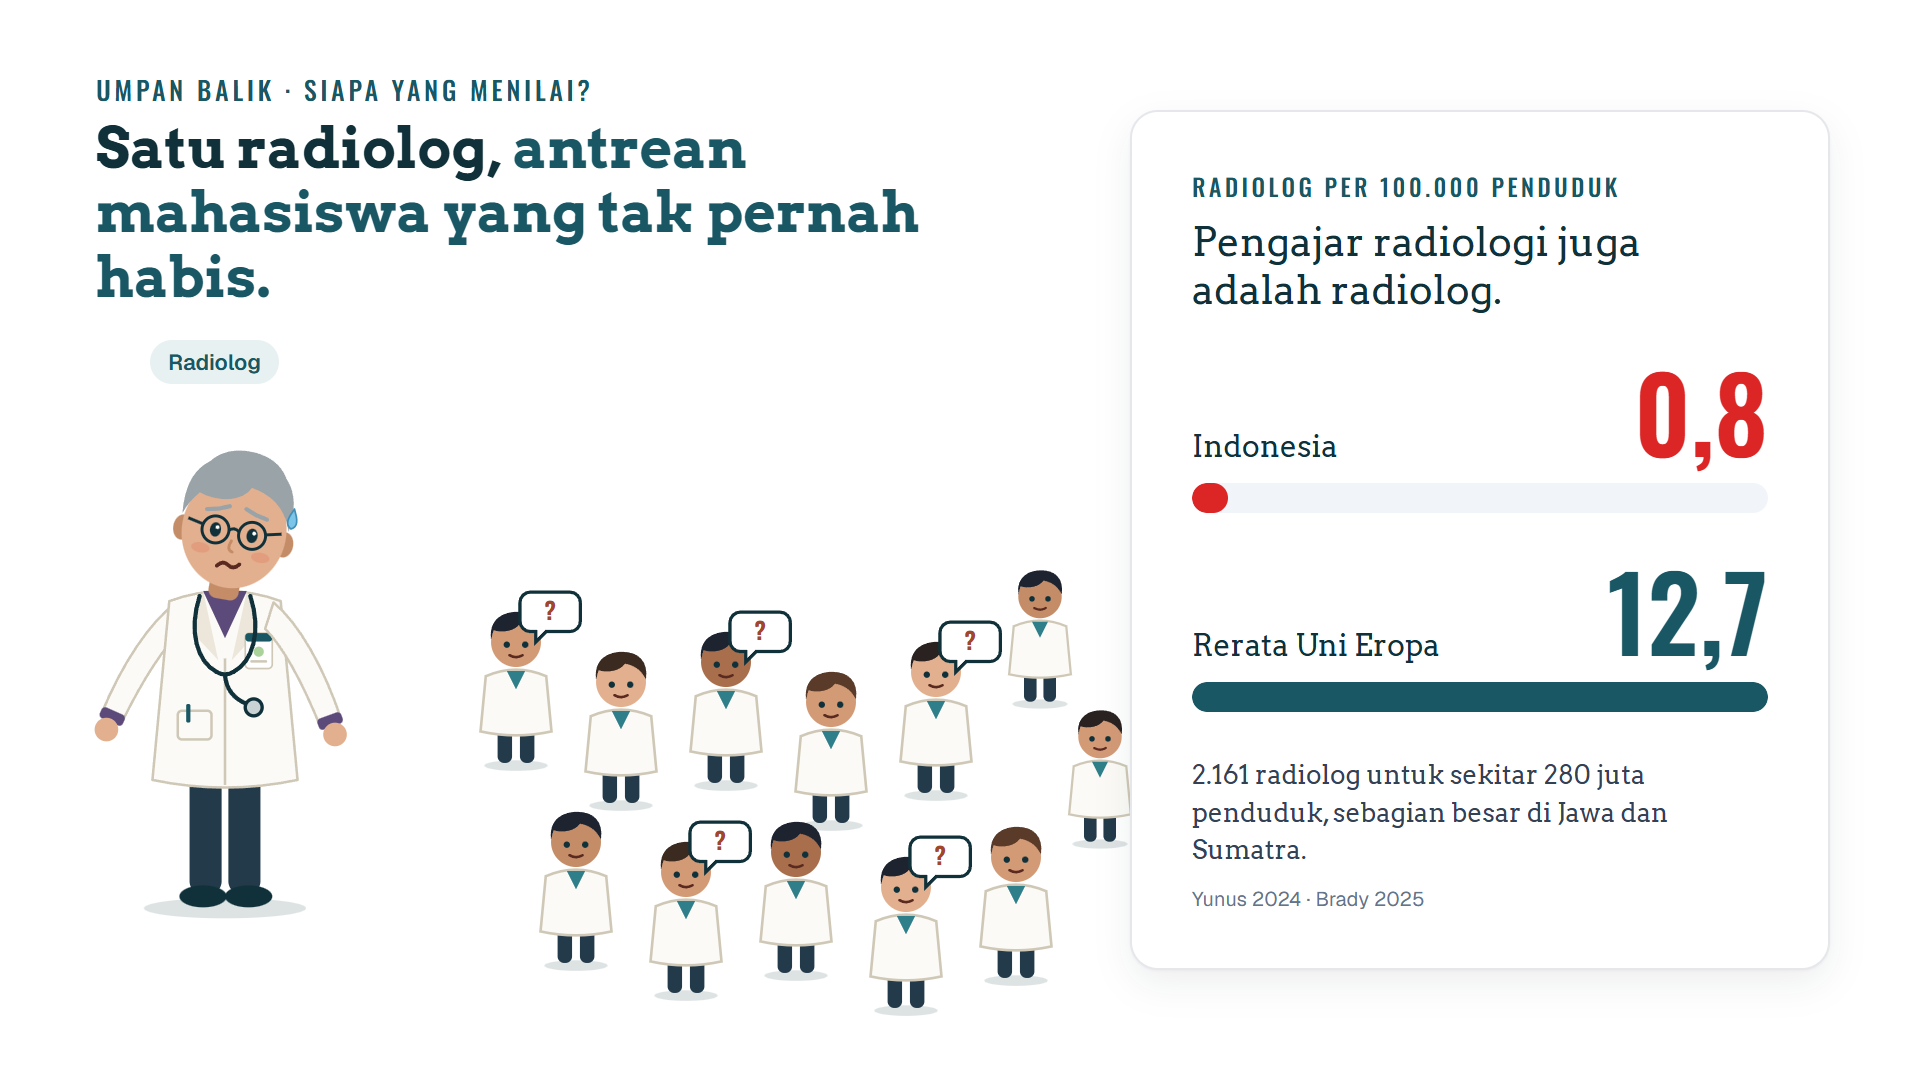 UMPAN BALIK · SIAPA YANG MENILAI?
Satu radiolog, antrean
mahasiswa yang tak pernah
habis.
Radiolog
?
?
?
?
?
RADIOLOG PER 100.000 PENDUDUK
Pengajar radiologi juga
adalah radiolog.
Indonesia
0,8
Rerata Uni Eropa
12,7
2.161 radiolog untuk sekitar 280 juta
penduduk, sebagian besar di Jawa dan
Sumatra.
Yunus 2024 · Brady 2025